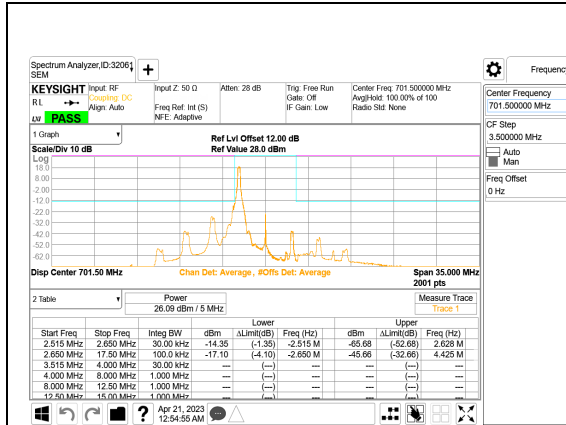 Spectrum Analyzer,ID:32061
SEM
Frequency
KEYSIGHT
RL
LXI
PASS
Input: RF
Coupling: DC
Align: Auto
Input Z: 50 Ω
Freq Ref: Int (S)
NFE: Adaptive
Atten: 28 dB
Trig: Free Run
Gate: Off
IF Gain: Low
Center Freq: 701.500000 MHz
Avg|Hold: 100.00% of 100
Radio Std: None
Center Frequency
701.500000 MHz
CF Step
3.500000 MHz
Auto
Man
Freq Offset
0 Hz
1 Graph
Scale/Div 10 dB
Ref Lvl Offset 12.00 dB
Ref Value 28.0 dBm
Log
18.0
8.00
-2.00
-12.0
-22.0
-32.0
-42.0
-52.0
-62.0
Disp Center 701.50 MHz
Chan Det: Average, #Offs Det: Average
Span 35.000 MHz
2001 pts
2 Table
Power
26.09 dBm / 5 MHz
Measure Trace
Trace 1
Lower Upper
Start Freq Stop Freq Integ BW dBm ΔLimit(dB) Freq (Hz) dBm ΔLimit(dB) Freq (Hz)
2.515 MHz 2.650 MHz 30.00 kHz -14.35 (-1.35) -2.515 M -65.68 (-52.68) 2.628 M
2.650 MHz 17.50 MHz 100.0 kHz -17.10 (-4.10) -2.650 M -45.66 (-32.66) 4.425 M
3.515 MHz 4.000 MHz 30.00 kHz --- (---) --- (---)
4.000 MHz 8.000 MHz 1.000 MHz --- (---) --- (---)
8.000 MHz 12.50 MHz 1.000 MHz --- (---) --- (---)
12.50 MHz 15.00 MHz 1.000 MHz --- (---) --- (---)
Apr 21, 2023
12:54:55 AM